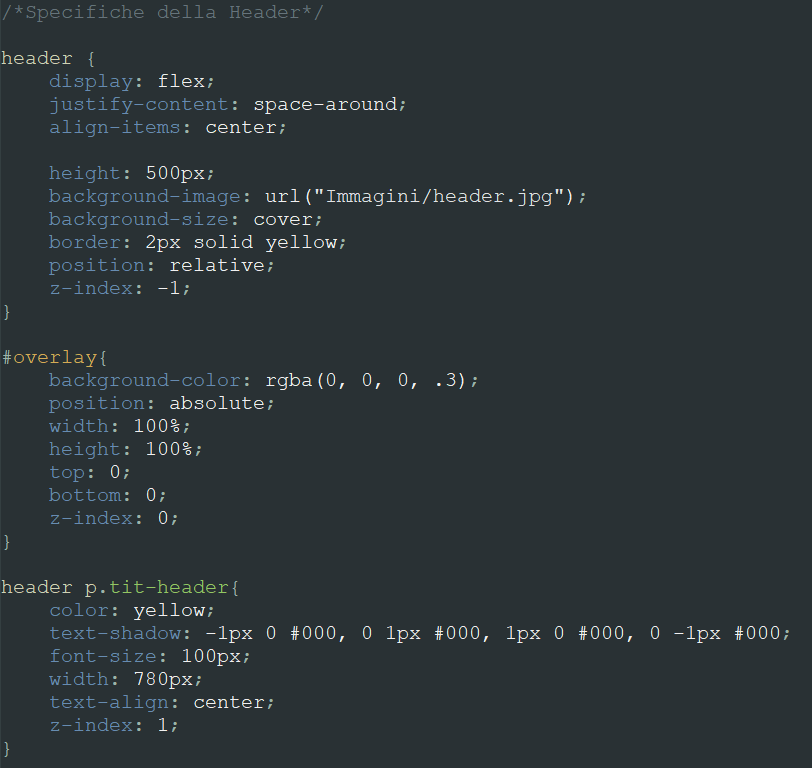 /*Specifiche della Header*/
header {
display: flex;
justify-content: space-around;
align-items: center;
height: 500px;
background-image: url("Immagini/header.jpg");
background-size: cover;
border: 2px solid yellow;
position: relative;
z-index: -1;
}
#overlay{
background-color: rgba(0, 0, 0, .3);
position: absolute;
width: 100%;
height: 100%;
top: 0;
bottom: 0;
z-index: 0;
}
header p.tit-header{
color: yellow;
text-shadow: -1px 0 #000, 0 1px #000, 1px 0 #000, 0 -1px #000;
font-size: 100px;
width: 780px;
text-align: center;
z-index: 1;
}